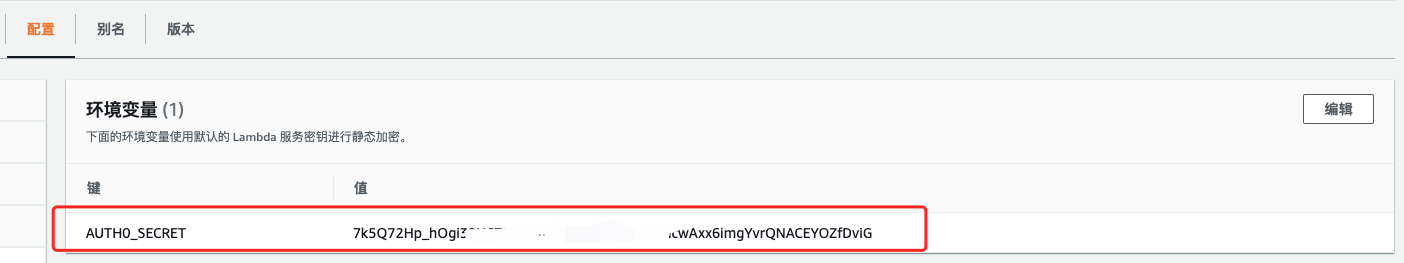 配置 别名 版本
环境变量 (1)
编辑
下面的环境变量使用默认的 Lambda 服务密钥进行静态加密。
键 值
AUTH0_SECRET 7k5Q72Hp_hOgi cwAxx6imgYvrQNACEYOZfDviG